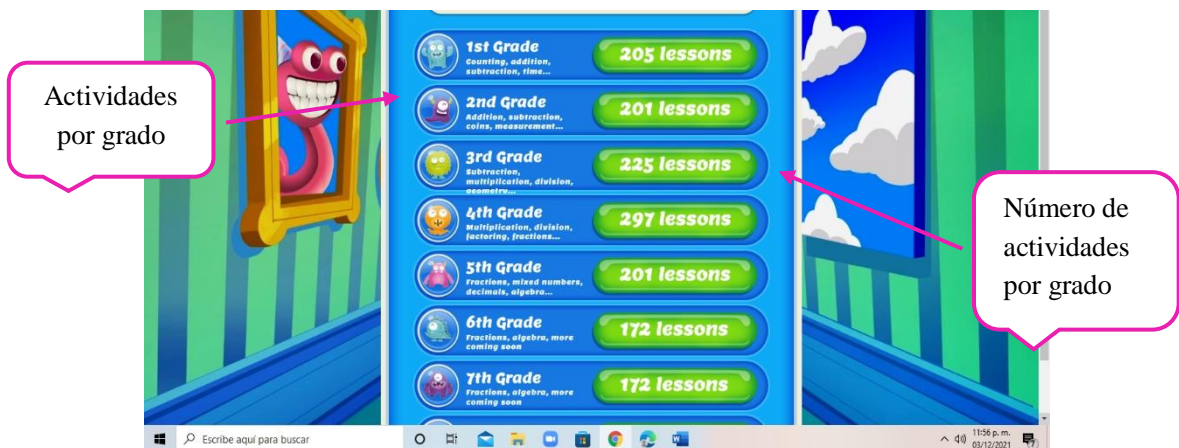 Actividades
por grado
1st Grade
Counting, addition,
subtraction, time...
205 lessons
2nd Grade
Addition, subtraction,
coins, measurement...
201 lessons
3rd Grade
Subtraction,
multiplication, division,
geometry...
225 lessons
4th Grade
Multiplication, division,
factoring, fractions...
297 lessons
5th Grade
Fractions, mixed numbers,
decimals, algebra...
201 lessons
6th Grade
Fractions, algebra, more
coming soon
172 lessons
7th Grade
Fractions, algebra, more
coming soon
172 lessons
Número de
actividades
por grado
Escribe aquí para buscar
11:56 p. m.
03/12/2021